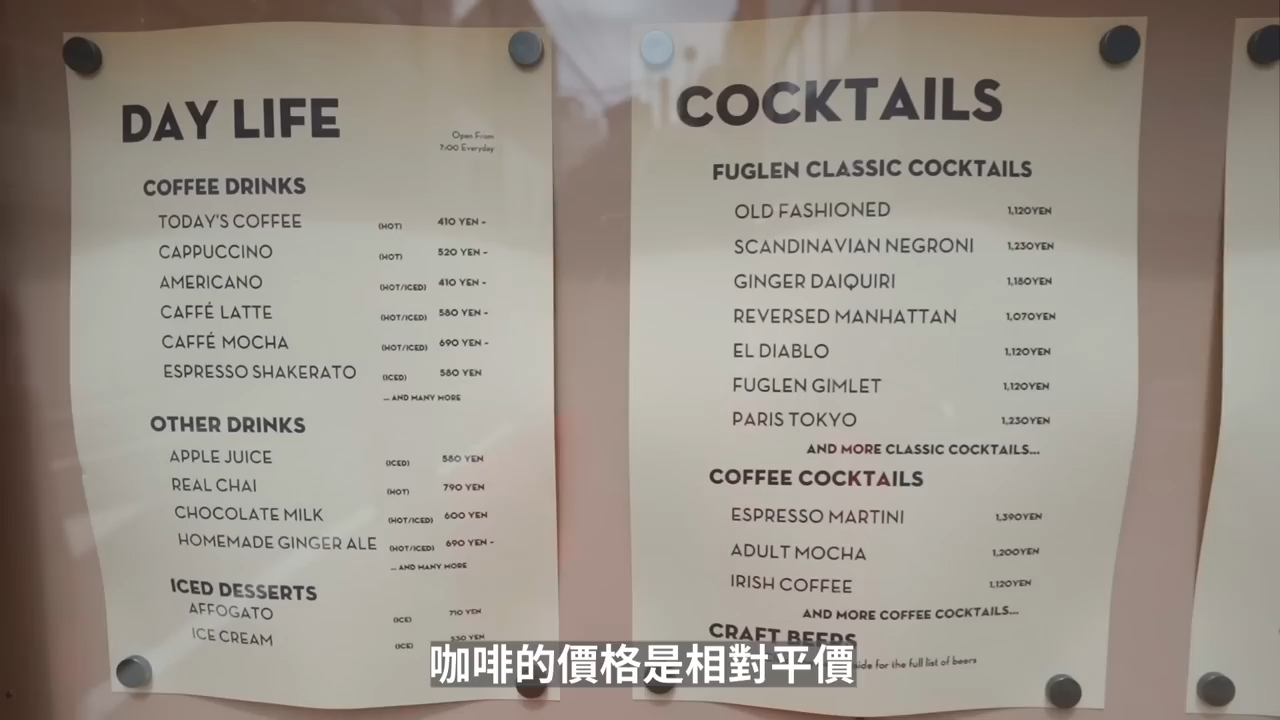 DAY LIFE
Open From
7:00 Everyday
COFFEE DRINKS
TODAY'S COFFEE (HOT) 410 YEN -
CAPPUCCINO (HOT) 520 YEN -
AMERICANO (HOT/ICED) 410 YEN -
CAFFÉ LATTE (HOT/ICED) 580 YEN -
CAFFÉ MOCHA (HOT/ICED) 690 YEN -
ESPRESSO SHAKERATO (ICED) 580 YEN
... AND MANY MORE
OTHER DRINKS
APPLE JUICE (ICED) 580 YEN
REAL CHAI (HOT) 790 YEN
CHOCOLATE MILK (HOT/ICED) 600 YEN
HOMEMADE GINGER ALE (HOT/ICED) 690 YEN -
... AND MANY MORE
ICED DESSERTS
AFFOGATO (ICE) 710 YEN
ICE CREAM (ICE) 530 YEN
COCKTAILS
FUGLEN CLASSIC COCKTAILS
OLD FASHIONED 1,120YEN
SCANDINAVIAN NEGRONI 1,230YEN
GINGER DAIQUIRI 1,180YEN
REVERSED MANHATTAN 1,070YEN
EL DIABLO 1,120YEN
FUGLEN GIMLET 1,120YEN
PARIS TOKYO 1,230YEN
AND MORE CLASSIC COCKTAILS...
COFFEE COCKTAILS
ESPRESSO MARTINI 1,390YEN
ADULT MOCHA 1,200YEN
IRISH COFFEE 1,120YEN
AND MORE COFFEE COCKTAILS...
CRAFT BEERS
for the full list of beers
咖啡的價格是相對平價